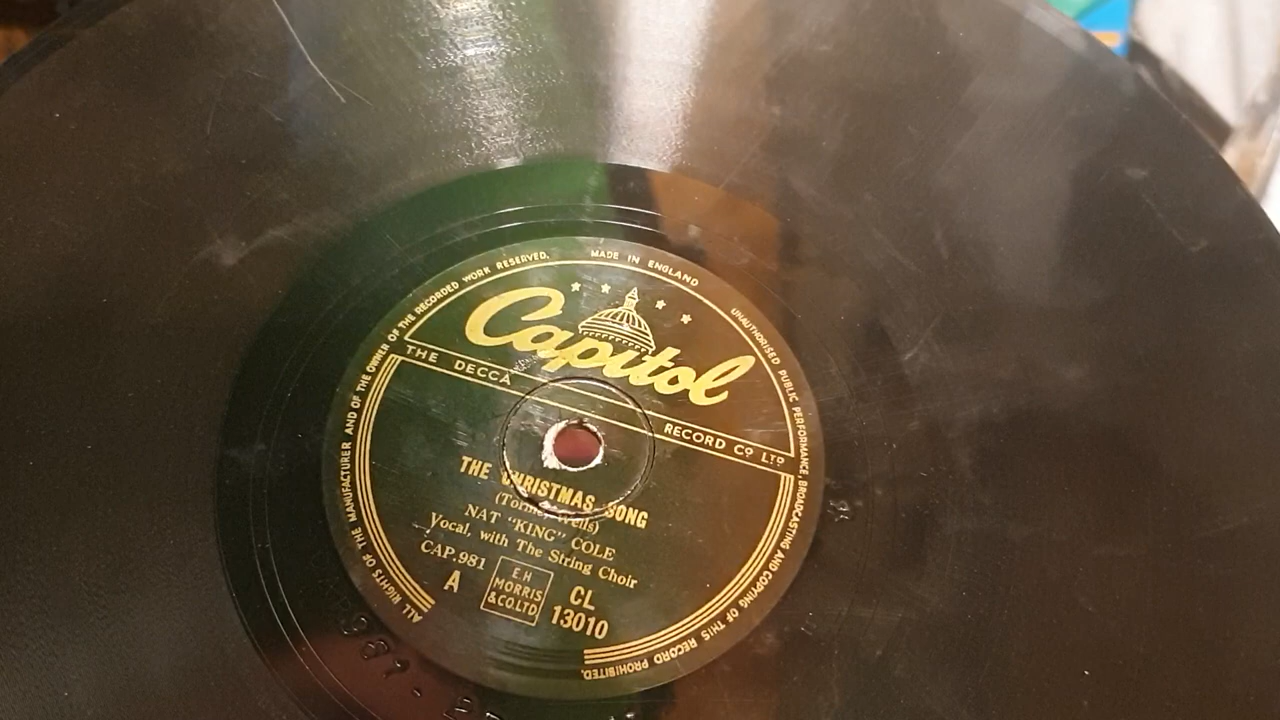 ALL RIGHTS OF THE MANUFACTURER AND OF THE OWNER OF THE RECORDED WORK RESERVED.
MADE IN ENGLAND
UNAUTHORISED PUBLIC PERFORMANCE, BROADCASTING AND COPYING OF THIS RECORD PROHIBITED.
Capitol
THE DECCA RECORD CO LTD
THE CHRISTMAS SONG
(Torme, Wells)
NAT "KING" COLE
Vocal, with The String Choir
CAP.981
A
E.H
MORRIS
& CO.LTD
CL
13010